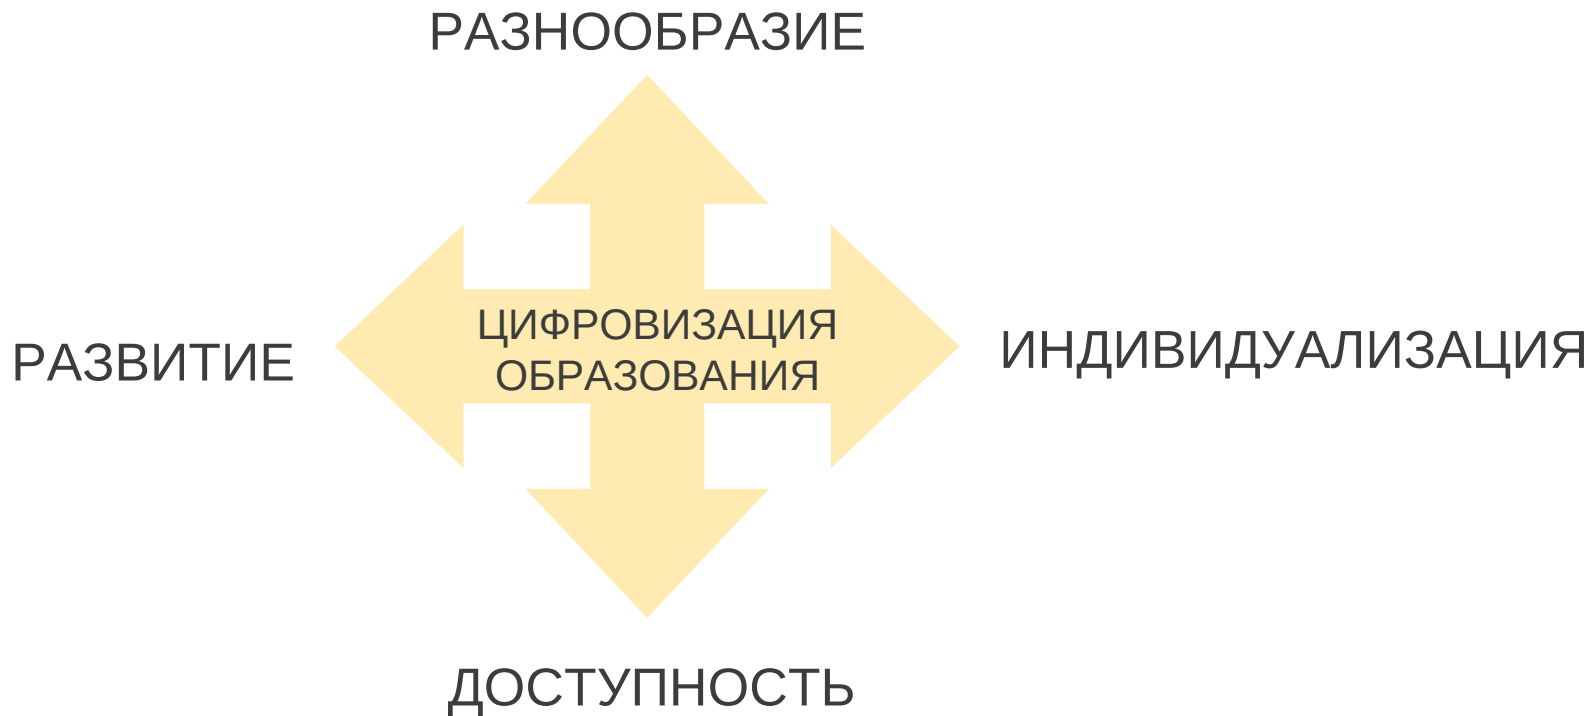 РАЗНООБРАЗИЕ
ЦИФРОВИЗАЦИЯ
ОБРАЗОВАНИЯ
РАЗВИТИЕ
ИНДИВИДУАЛИЗАЦИЯ
ДОСТУПНОСТЬ